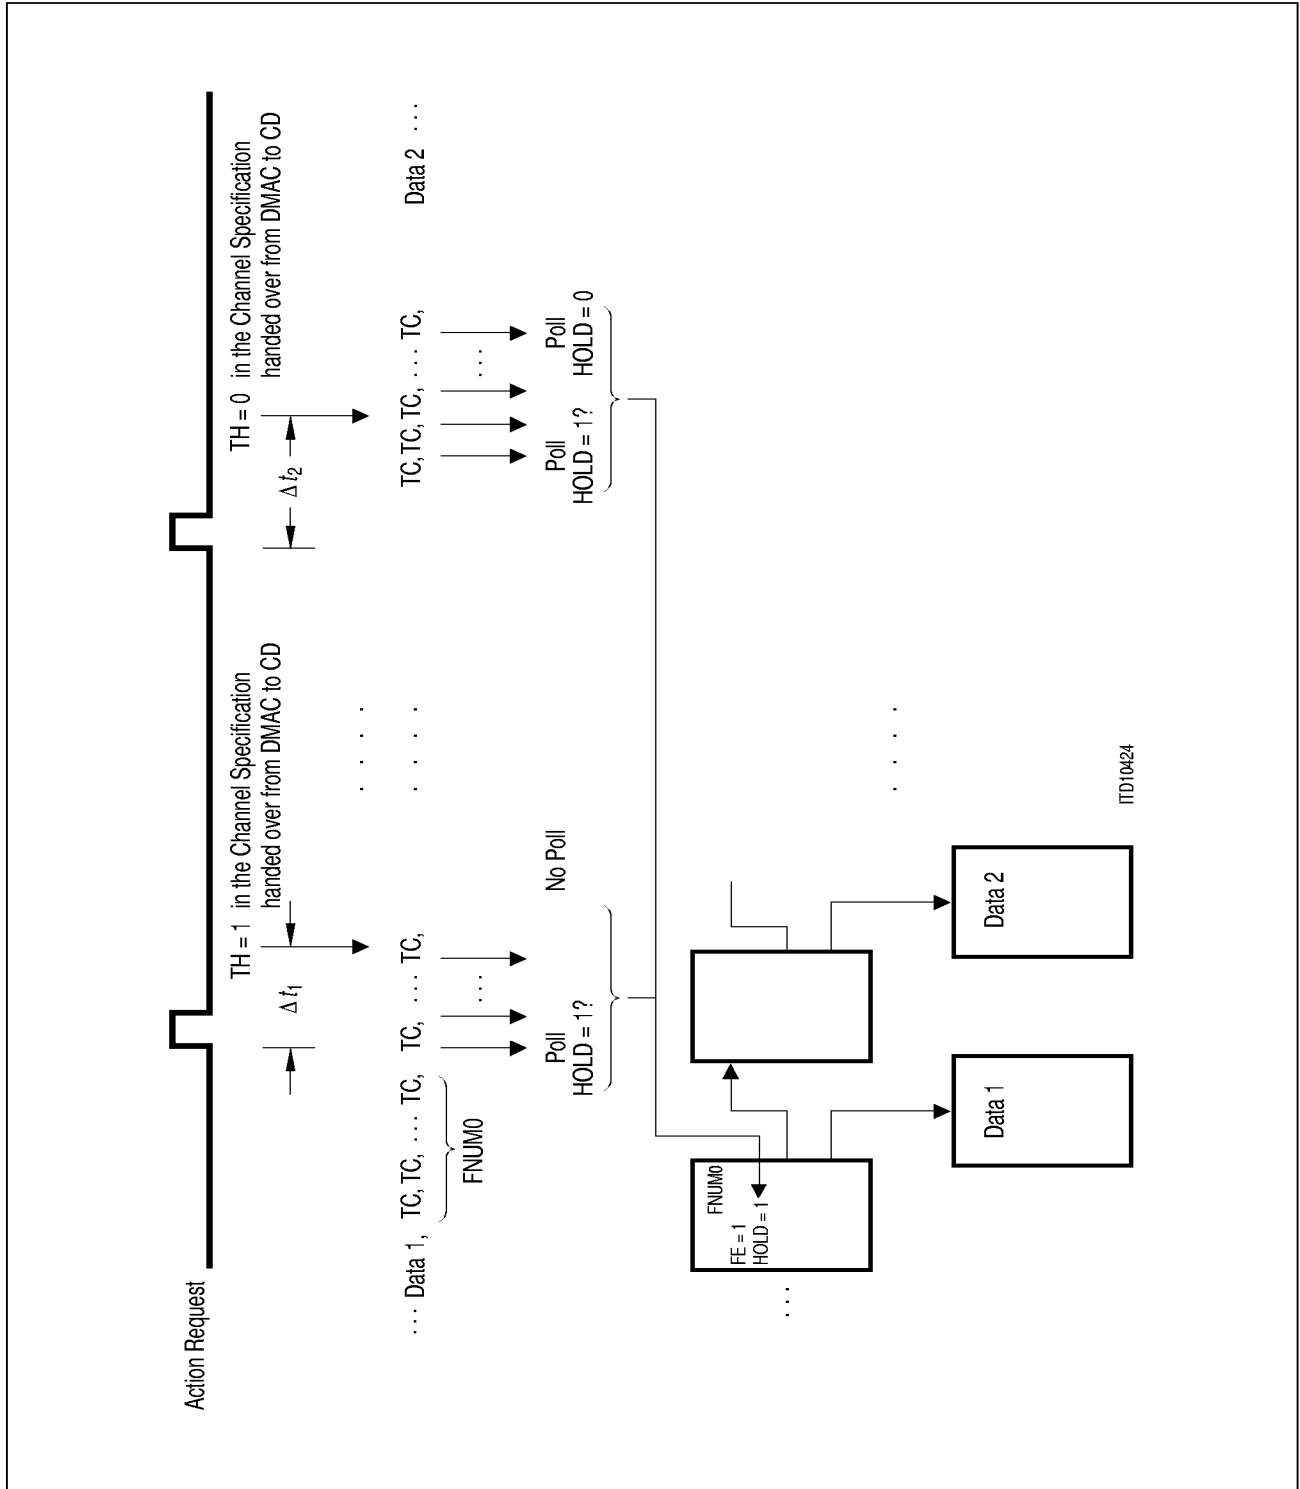 Action Request
TH = 1 in the Channel Specification
handed over from DMAC to CD
TH = 0 in the Channel Specification
handed over from DMAC to CD
Δ t1
Δ t2
· · · Data 1, TC, TC, · · · TC, TC, · · · TC, · · · · TC, TC, TC, · · · TC, Data 2 · · ·
· · · ·
FNUM0
· · ·
· · ·
Poll
HOLD = 1?
No Poll
Poll
HOLD = 1?
Poll
HOLD = 0
· · ·
FNUM0
FE = 1
HOLD = 1
· · · ·
Data 1
Data 2
ITD10424